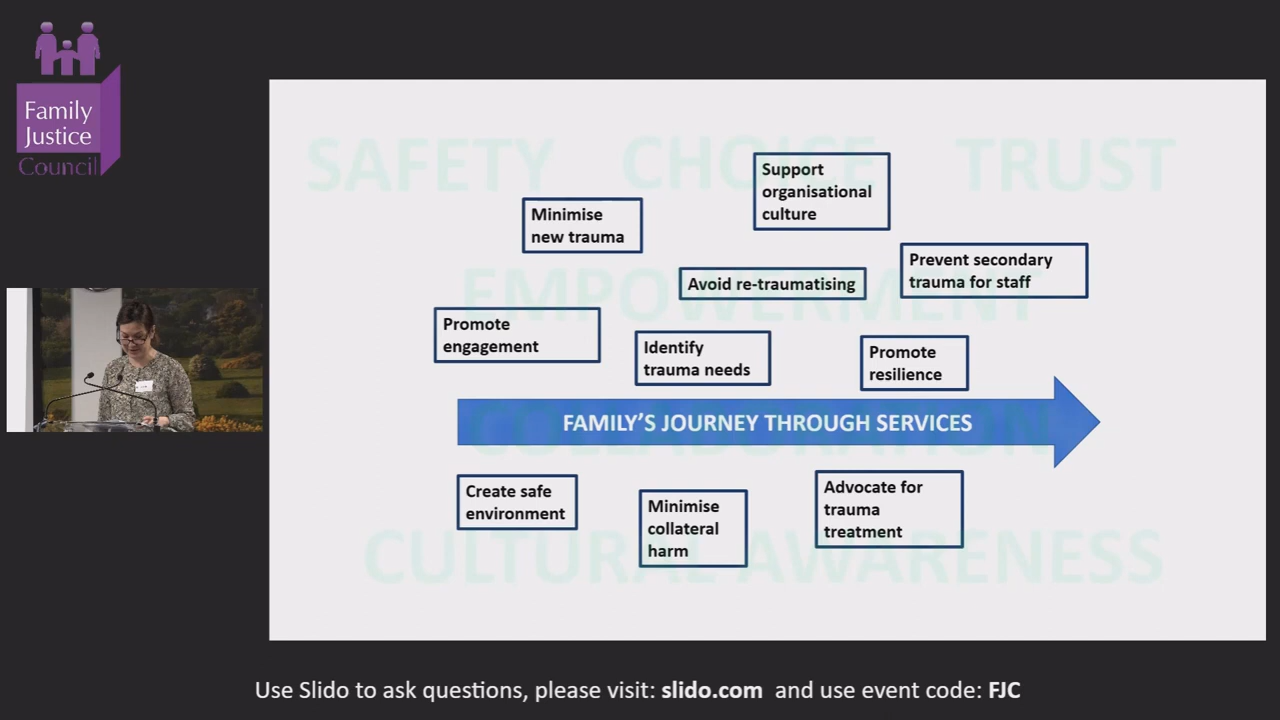 Family
Justice
Council
SAFETY CHOICE TRUST
Support
organisational
culture
Minimise
new trauma
Prevent secondary
trauma for staff
Avoid re-traumatising
EMPOWERMENT
Promote
engagement
Identify
trauma needs
Promote
resilience
FAMILY’S JOURNEY THROUGH SERVICES
COLLABORATION
Create safe
environment
Minimise
collateral
harm
Advocate for
trauma
treatment
CULTURAL AWARENESS
Use Slido to ask questions, please visit: slido.com and use event code: FJC